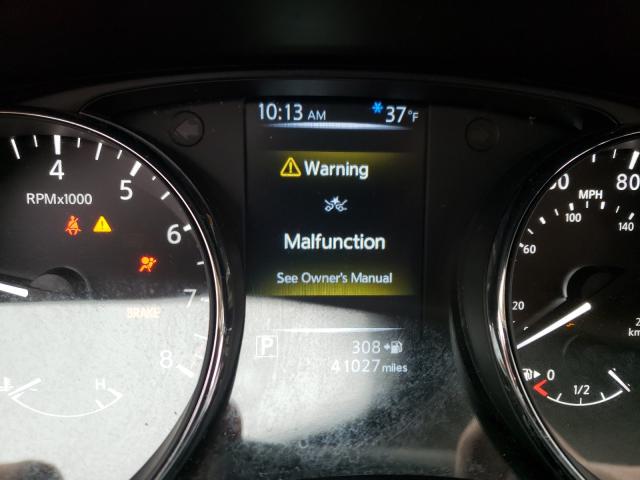 10:13 AM 37°F
Warning
Malfunction
See Owner's Manual
P 308
41027 miles
4
5
6
7
8
RPMx1000
BRAKE
H
80
MPH
100
140
60
20
0
1/2